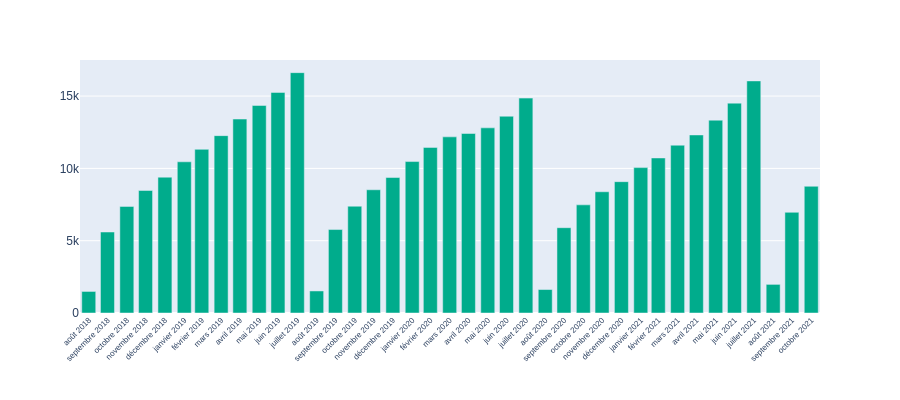 15k
10k
5k
0
août 2018
septembre 2018
octobre 2018
novembre 2018
décembre 2018
janvier 2019
février 2019
mars 2019
avril 2019
mai 2019
juin 2019
juillet 2019
août 2019
septembre 2019
octobre 2019
novembre 2019
décembre 2019
janvier 2020
février 2020
mars 2020
avril 2020
mai 2020
juin 2020
juillet 2020
août 2020
septembre 2020
octobre 2020
novembre 2020
décembre 2020
janvier 2021
février 2021
mars 2021
avril 2021
mai 2021
juin 2021
juillet 2021
août 2021
septembre 2021
octobre 2021